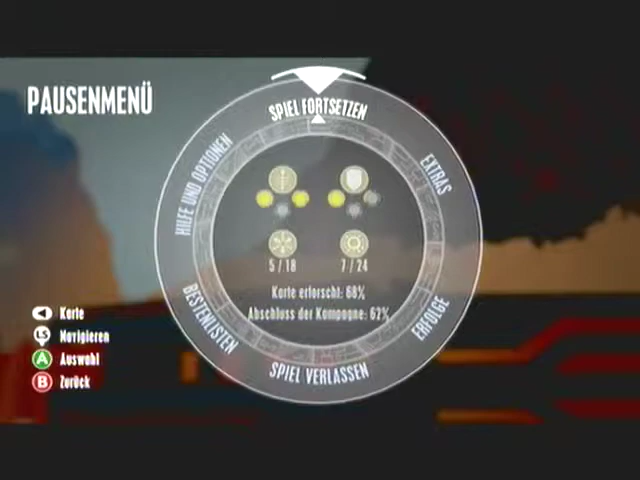 PAUSENMENÜ
SPIEL FORTSETZEN
HILFE UND OPTIONEN
EXTRAS
5 / 18
7 / 24
Karte erforscht: 68%
Abschluss der Kampagne: 62%
BESTENLISTEN
ERFOLGE
SPIEL VERLASSEN
Karte
LS Navigieren
A Auswahl
B Zurück